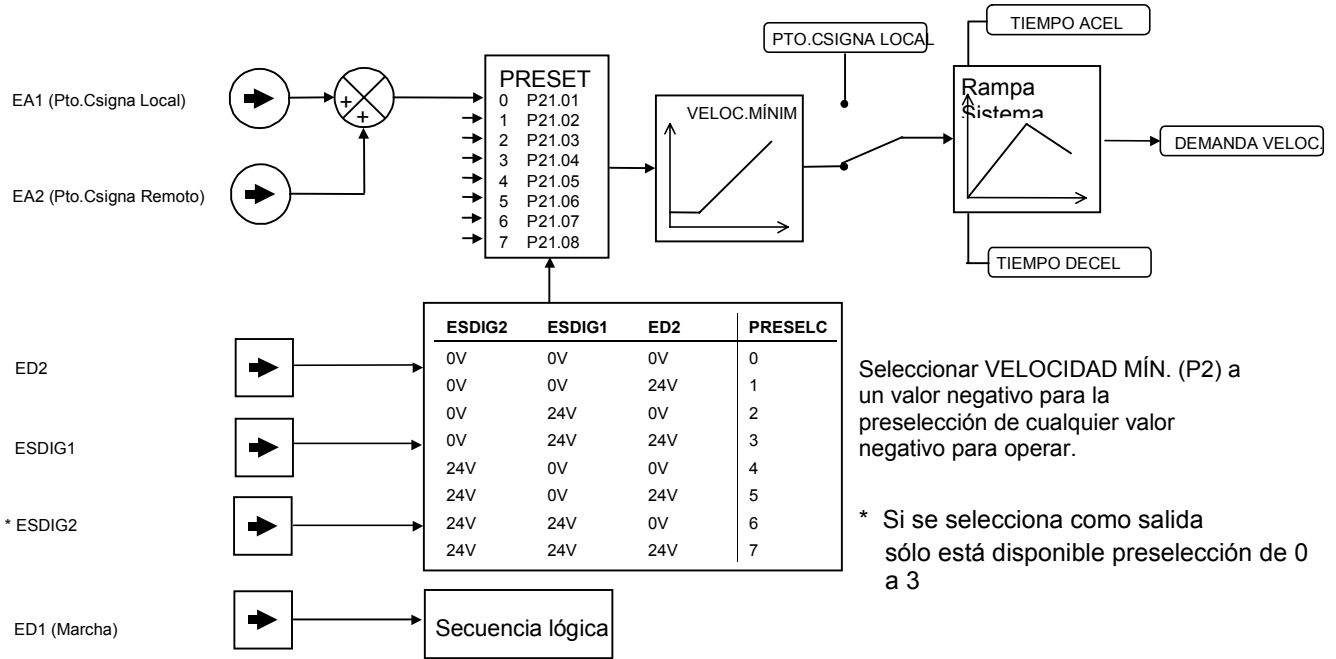 TIEMPO ACEL
PTO.CSIGNA LOCAL
EA1 (Pto.Csigna Local)
+
+
EA2 (Pto.Csigna Remoto)
PRESET
0 P21.01
1 P21.02
2 P21.03
3 P21.04
4 P21.05
5 P21.06
6 P21.07
7 P21.08
VELOC.MÍNIM
Rampa
Sistema
DEMANDA VELOC.
TIEMPO DECEL
ED2
ESDIG1
* ESDIG2
ED1 (Marcha)
ESDIG2 ESDIG1 ED2 PRESELC
0V 0V 0V 0
0V 0V 24V 1
0V 24V 0V 2
0V 24V 24V 3
24V 0V 0V 4
24V 0V 24V 5
24V 24V 0V 6
24V 24V 24V 7
Secuencia lógica
Seleccionar VELOCIDAD MÍN. (P2) a
un valor negativo para la
preselección de cualquier valor
negativo para operar.
* Si se selecciona como salida
sólo está disponible preselección de 0
a 3